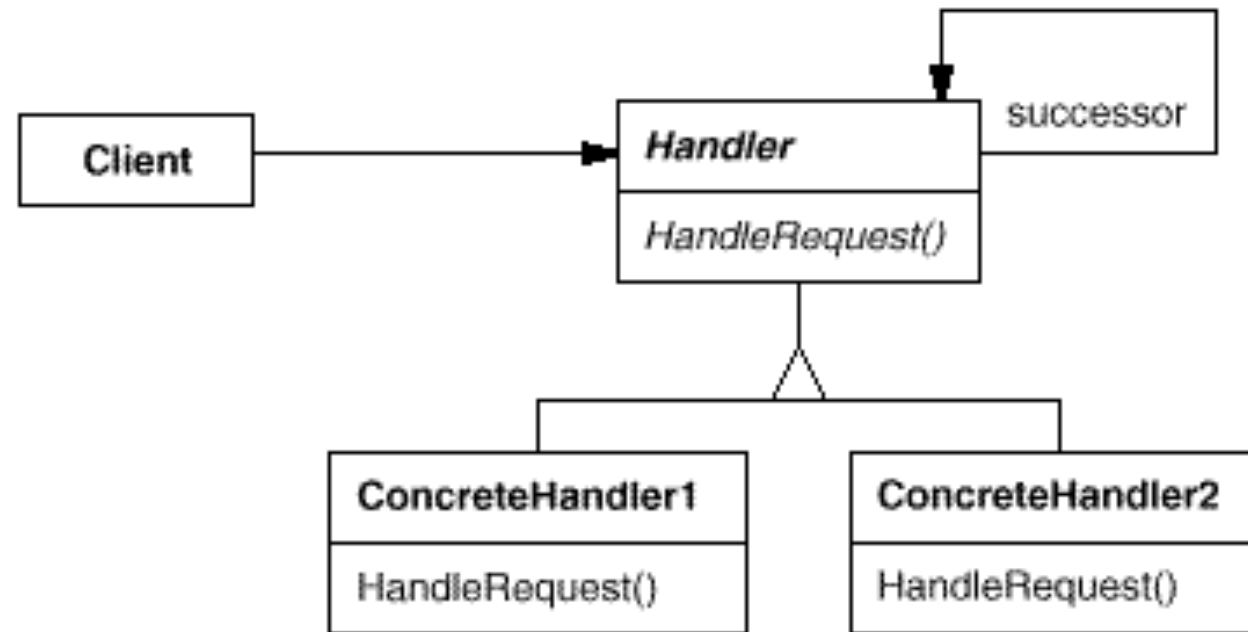 successor
Client
Handler
HandleRequest()
ConcreteHandler1
ConcreteHandler2
HandleRequest()
HandleRequest()